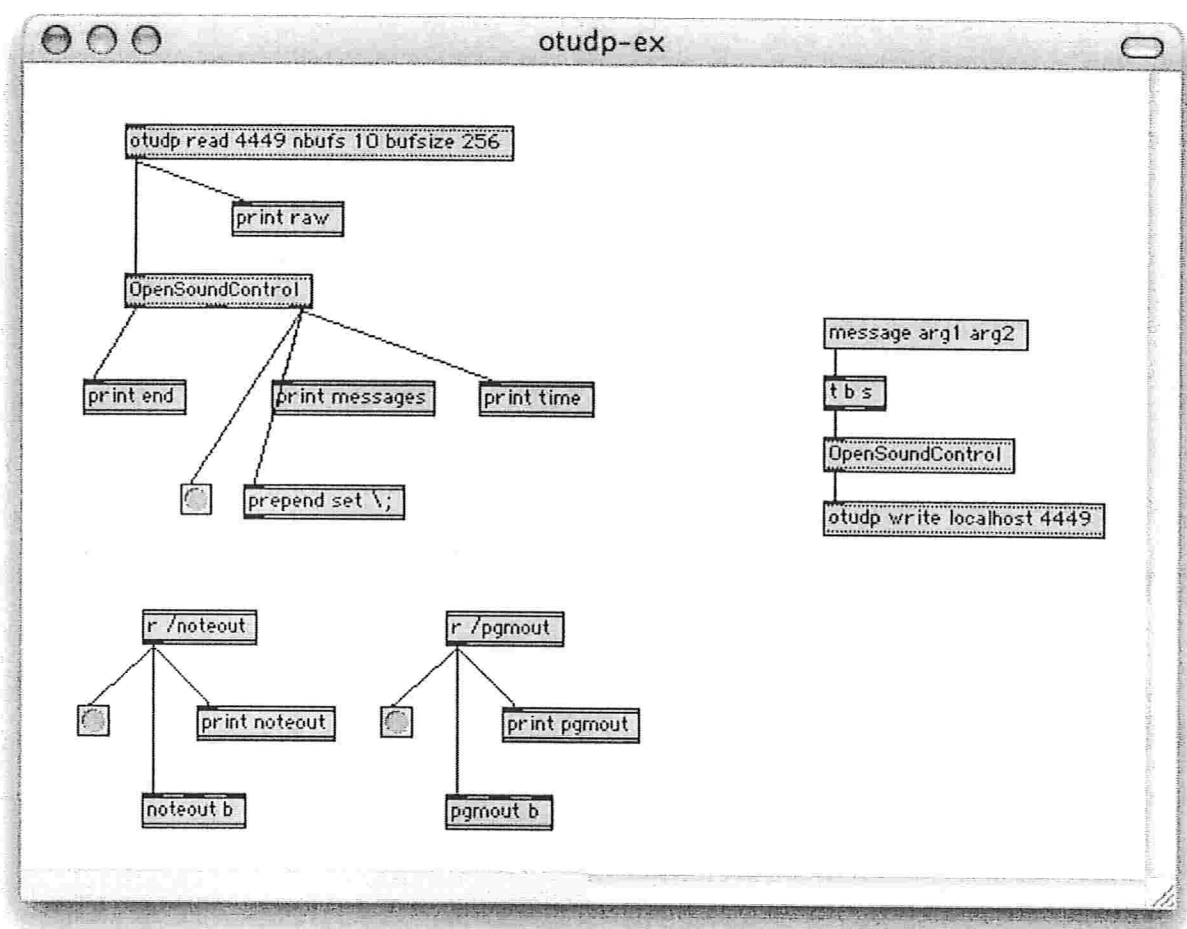 otudp-ex
otudp read 4449 nbufs 10 bufsize 256
print raw
OpenSoundControl
print end
print messages
print time
prepend set \;
message arg1 arg2
t b s
OpenSoundControl
otudp write localhost 4449
r /noteout
r /pgmout
print noteout
print pgmout
noteout b
pgmout b